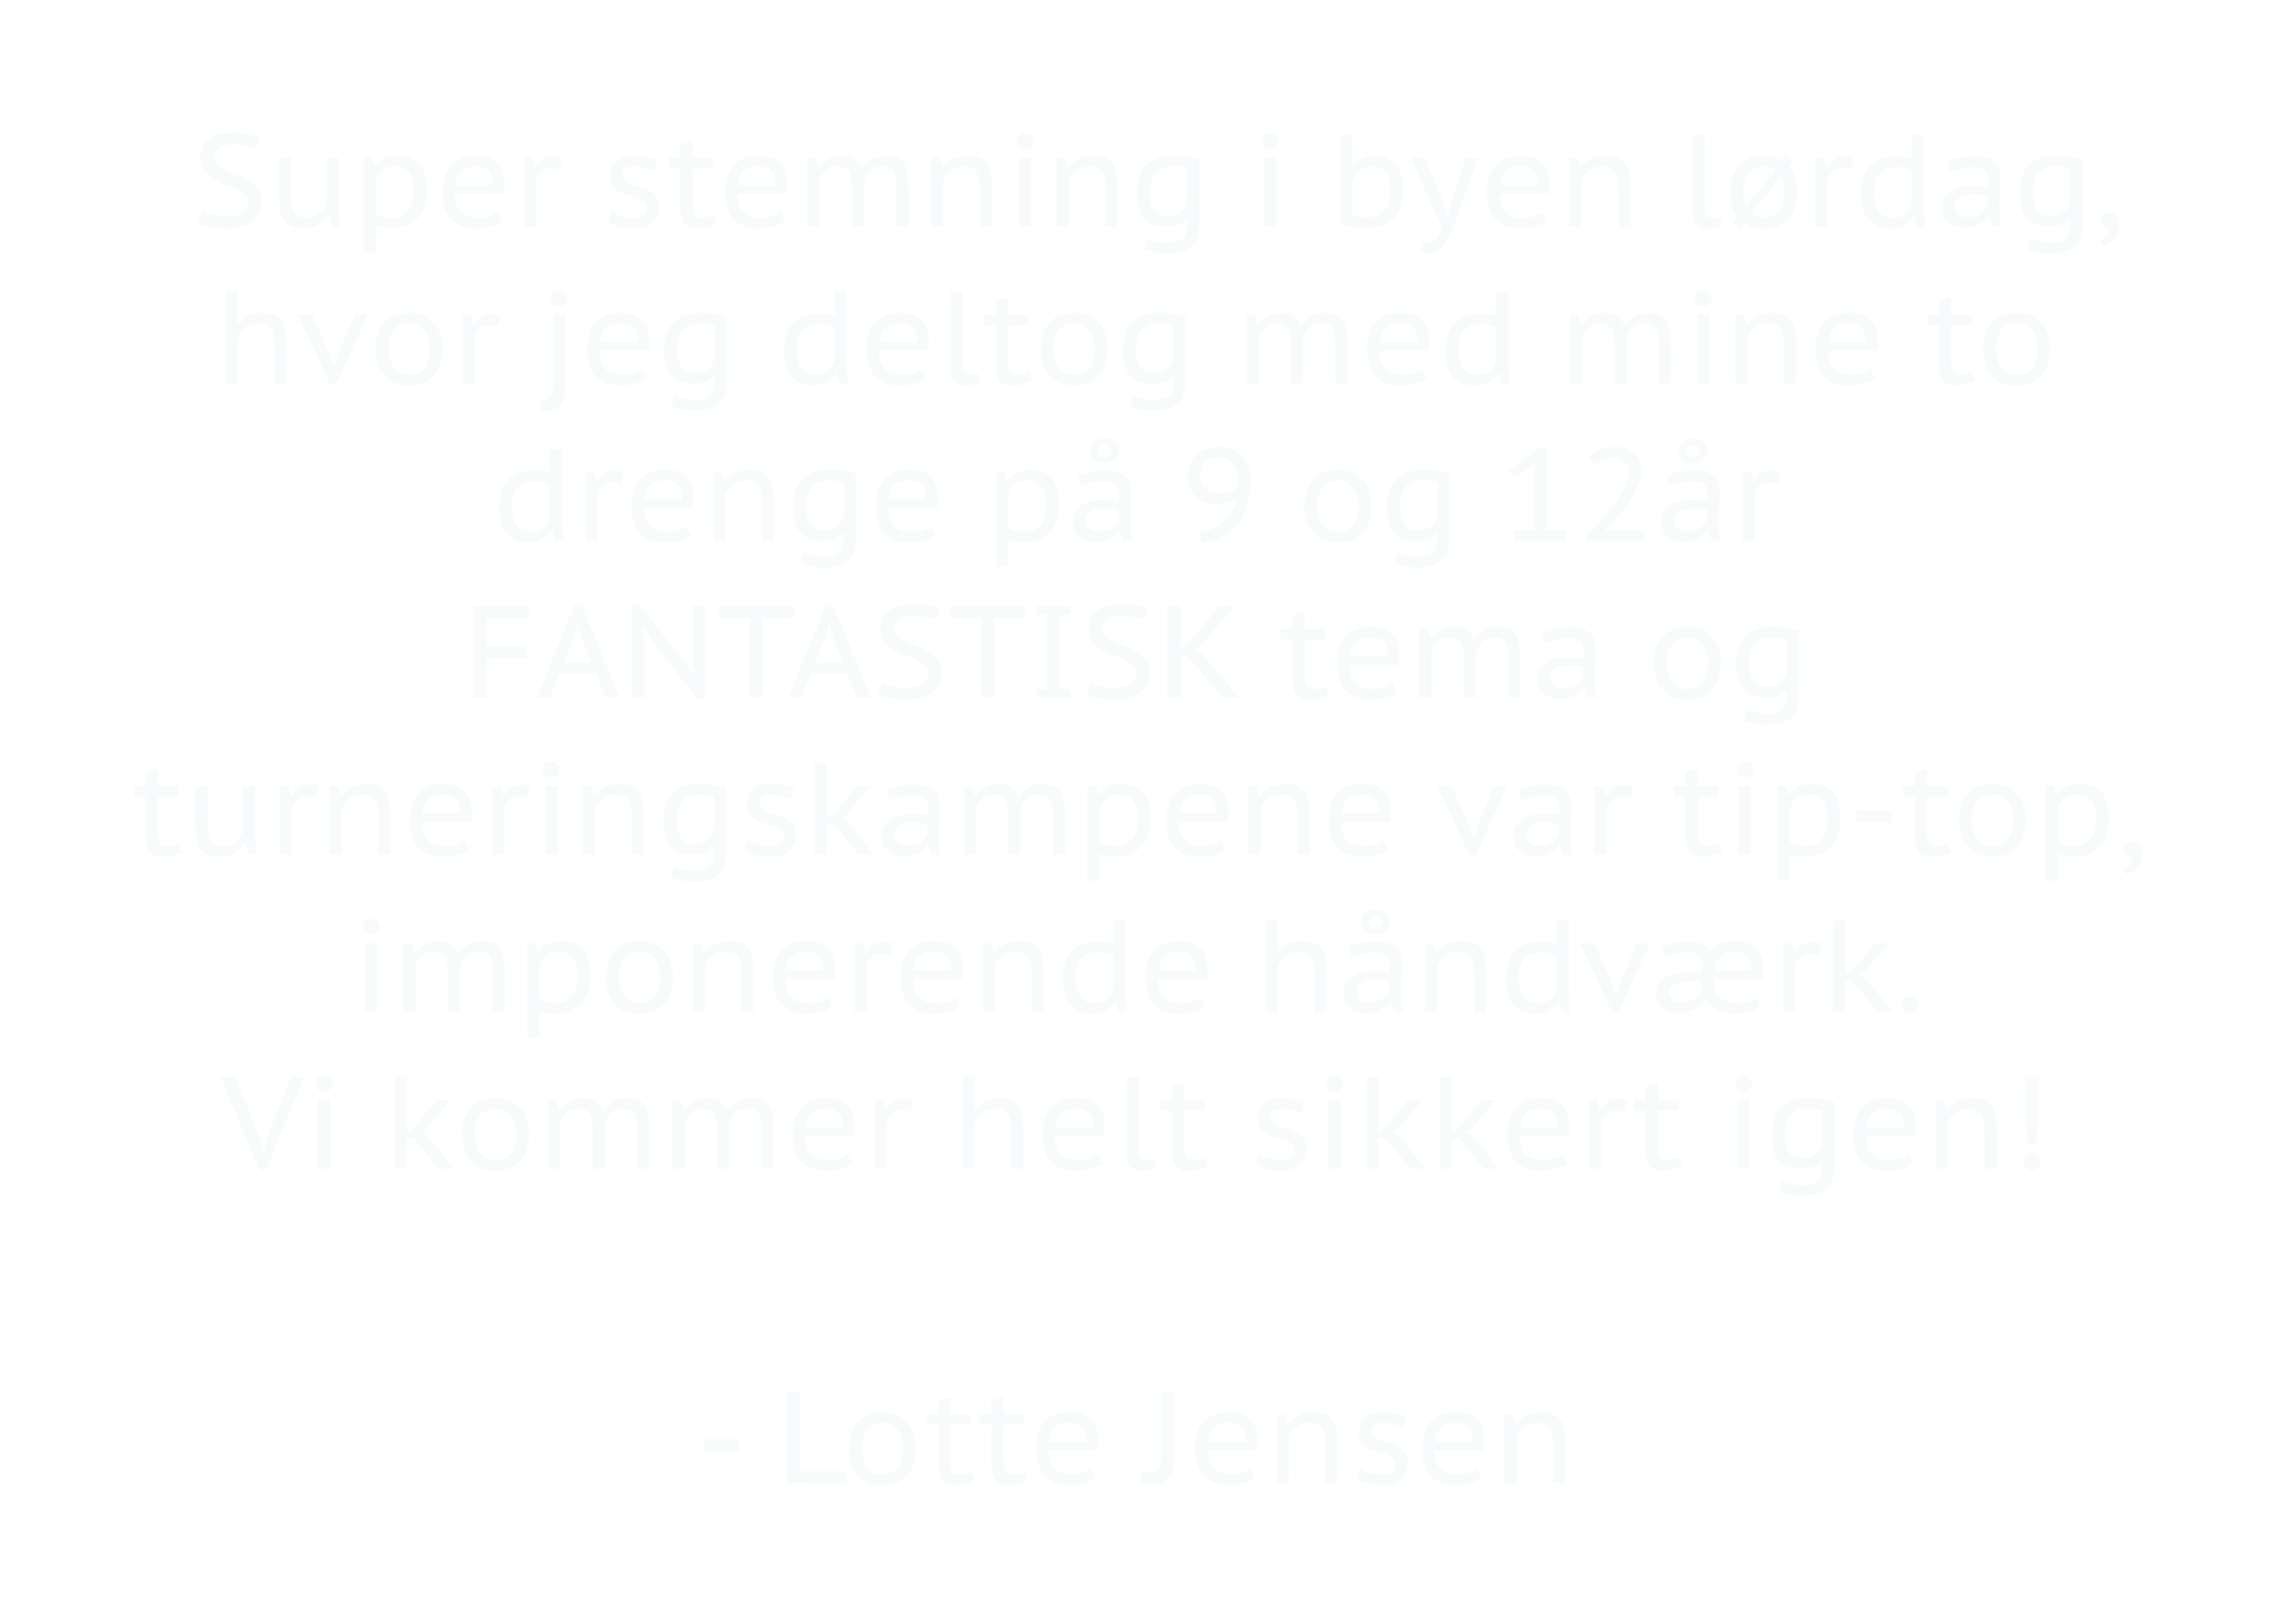 Super stemning i byen lørdag,
hvor jeg deltog med mine to
drenge på 9 og 12år
FANTASTISK tema og
turneringskampene var tip-top,
imponerende håndværk.
Vi kommer helt sikkert igen!
- Lotte Jensen